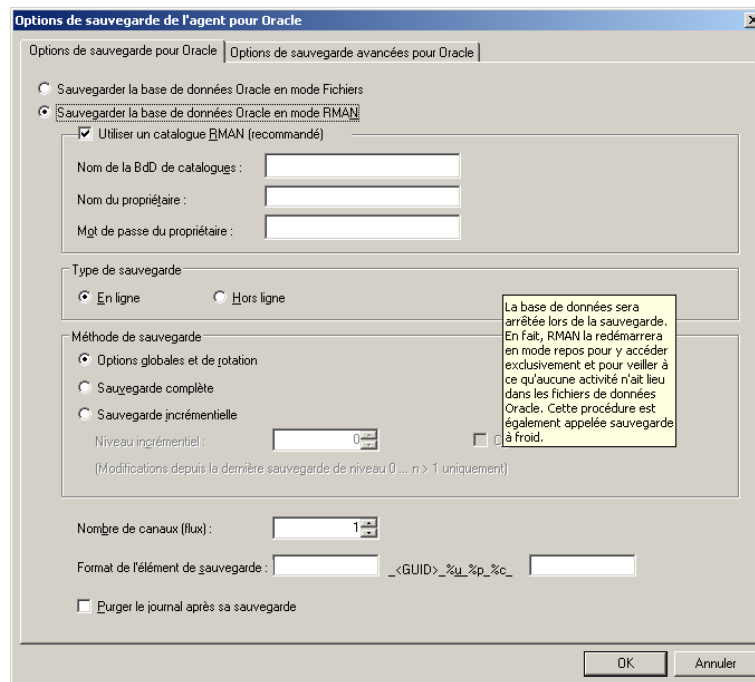 Options de sauvegarde de l'agent pour Oracle
Options de sauvegarde pour Oracle
Options de sauvegarde avancées pour Oracle
Sauvegarder la base de données Oracle en mode Fichiers
Sauvegarder la base de données Oracle en mode RMAN
Utiliser un catalogue RMAN (recommandé)
Nom de la BdD de catalogues :
Nom du propriétaire :
Mot de passe du propriétaire :
Type de sauvegarde
En ligne
Hors ligne
La base de données sera
arrêtée lors de la sauvegarde.
En fait, RMAN la redémarrera
en mode repos pour y accéder
exclusivement et pour veiller à
ce qu'aucune activité n'ait lieu
dans les fichiers de données
Oracle. Cette procédure est
également appelée sauvegarde
à froid.
Méthode de sauvegarde
Options globales et de rotation
Sauvegarde complète
Sauvegarde incrémentielle
Niveau incrémentiel :
0
(Modifications depuis la dernière sauvegarde de niveau 0 ... n > 1 uniquement)
Nombre de canaux (flux) :
1
Format de l'élément de sauvegarde :
_<GUID>_%u_%p_%c_
Purger le journal après sa sauvegarde
OK
Annuler